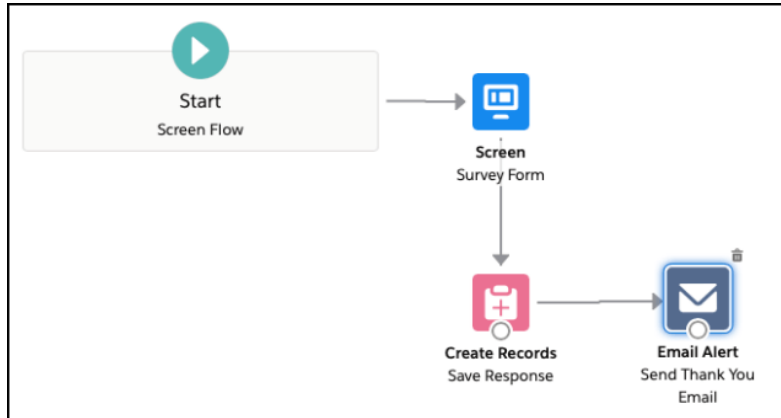 Start
Screen Flow
Screen
Survey Form
Create Records
Save Response
Email Alert
Send Thank You
Email